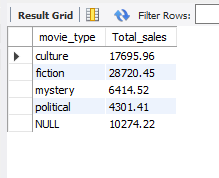 Result Grid Filter Rows:
movie_type Total_sales
culture 17695.96
fiction 28720.45
mystery 6414.52
political 4301.41
NULL 10274.22